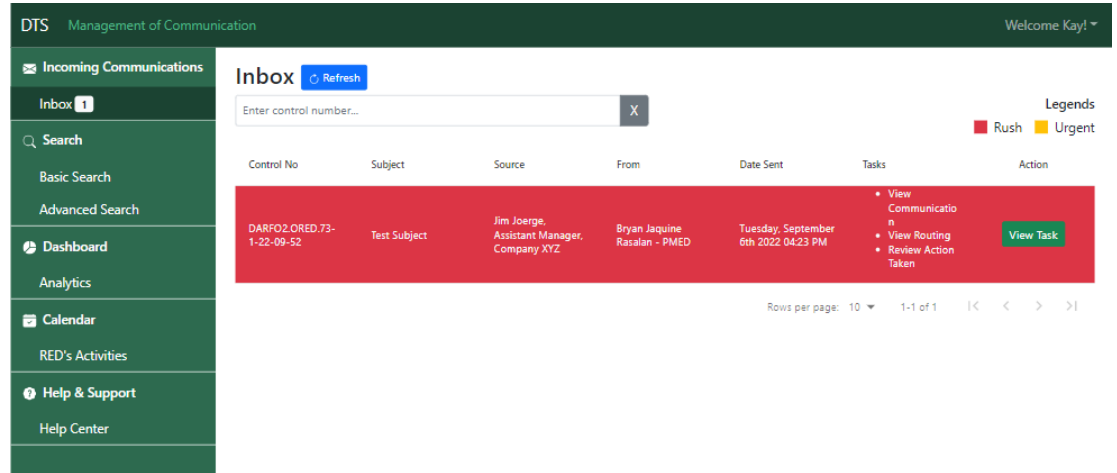 DTS Management of Communication
Welcome Kay!
Incoming Communications
Inbox 1
Search
Basic Search
Advanced Search
Dashboard
Analytics
Calendar
RED's Activities
Help & Support
Help Center
Inbox
Refresh
Enter control number...
X
Legends
Rush Urgent
Control No Subject Source From Date Sent Tasks Action
DARFO2.ORED.73-
1-22-09-52
Test Subject
Jim Joerge,
Assistant Manager,
Company XYZ
Bryan Jaquine
Rasalan - PMED
Tuesday, September
6th 2022 04:23 PM
• View
Communicatio
n
• View Routing
• Review Action
Taken
View Task
Rows per page: 10 1-1 of 1